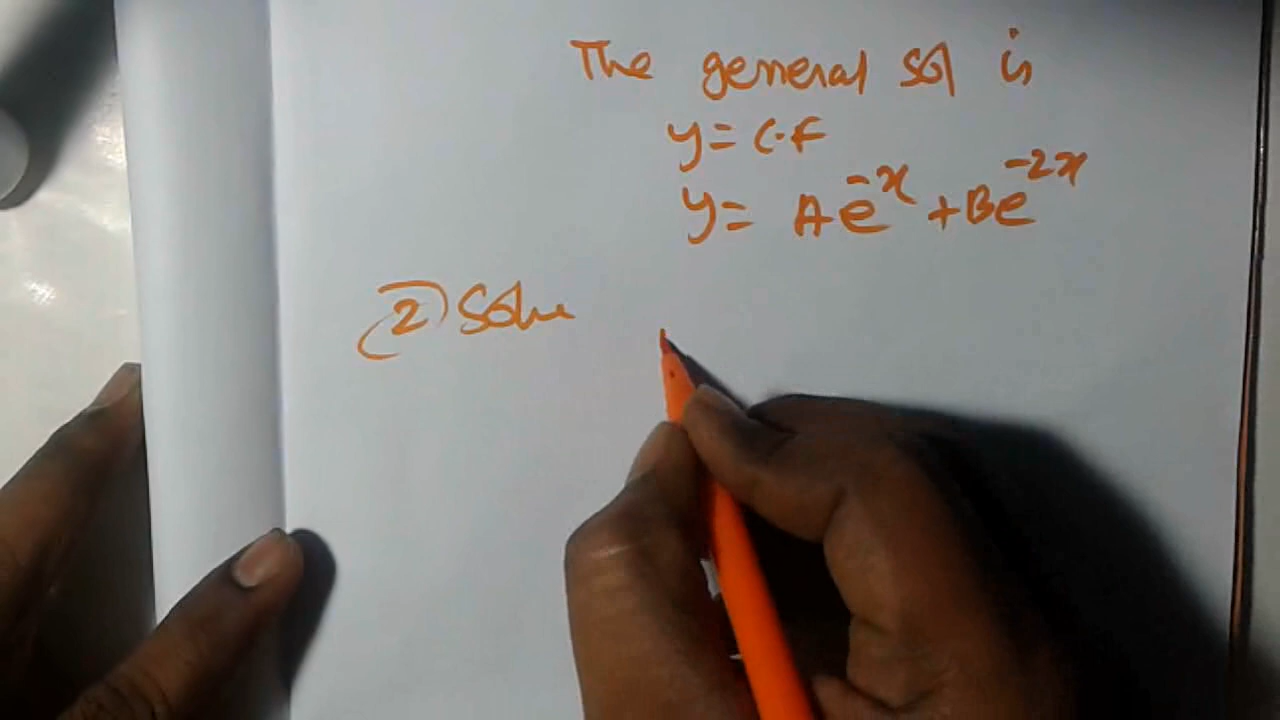 The general sol is
y = C.F
y = Ae^-x + Be^-2x
(2) Solve